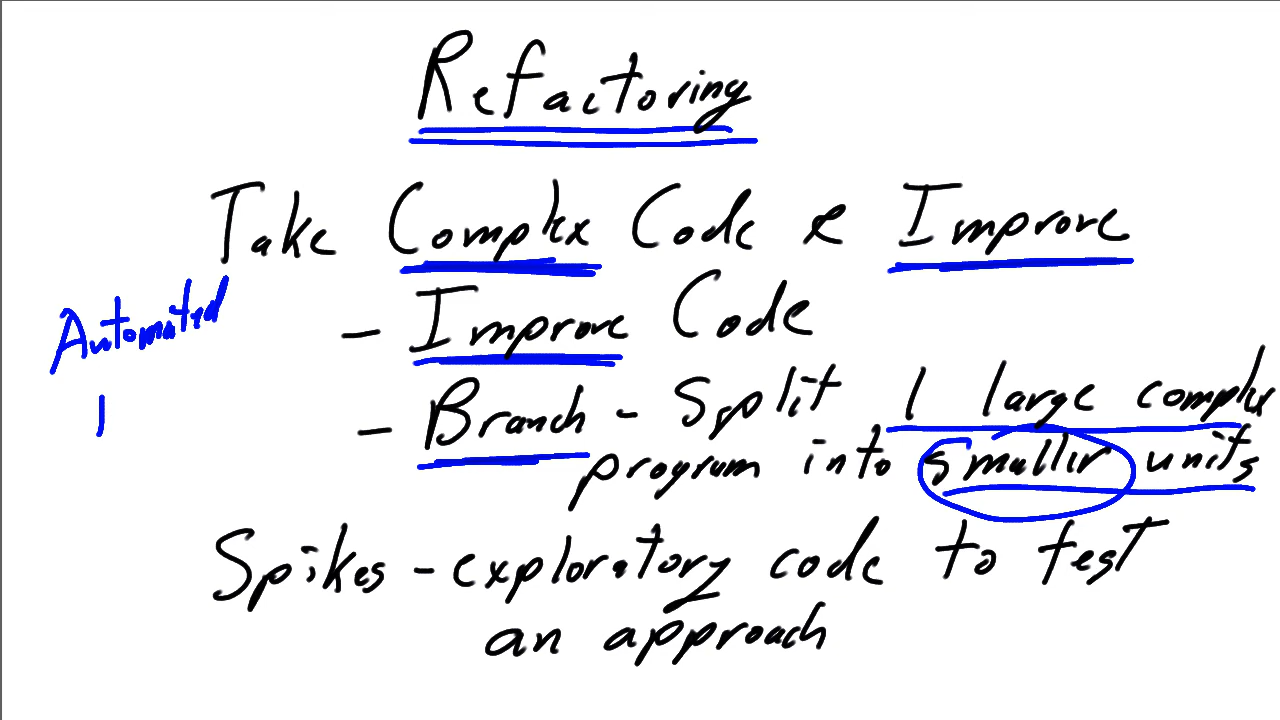 Refactoring
Take Complex Code & Improve
Automated
- Improve Code
- Branch - Split 1 large complex
program into smaller units
Spikes - exploratory code to test
an approach